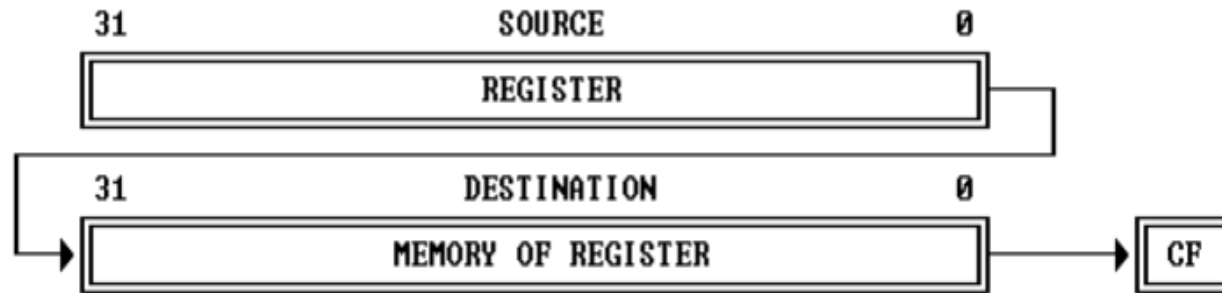 31 SOURCE 0
REGISTER
31 DESTINATION 0
MEMORY OF REGISTER CF